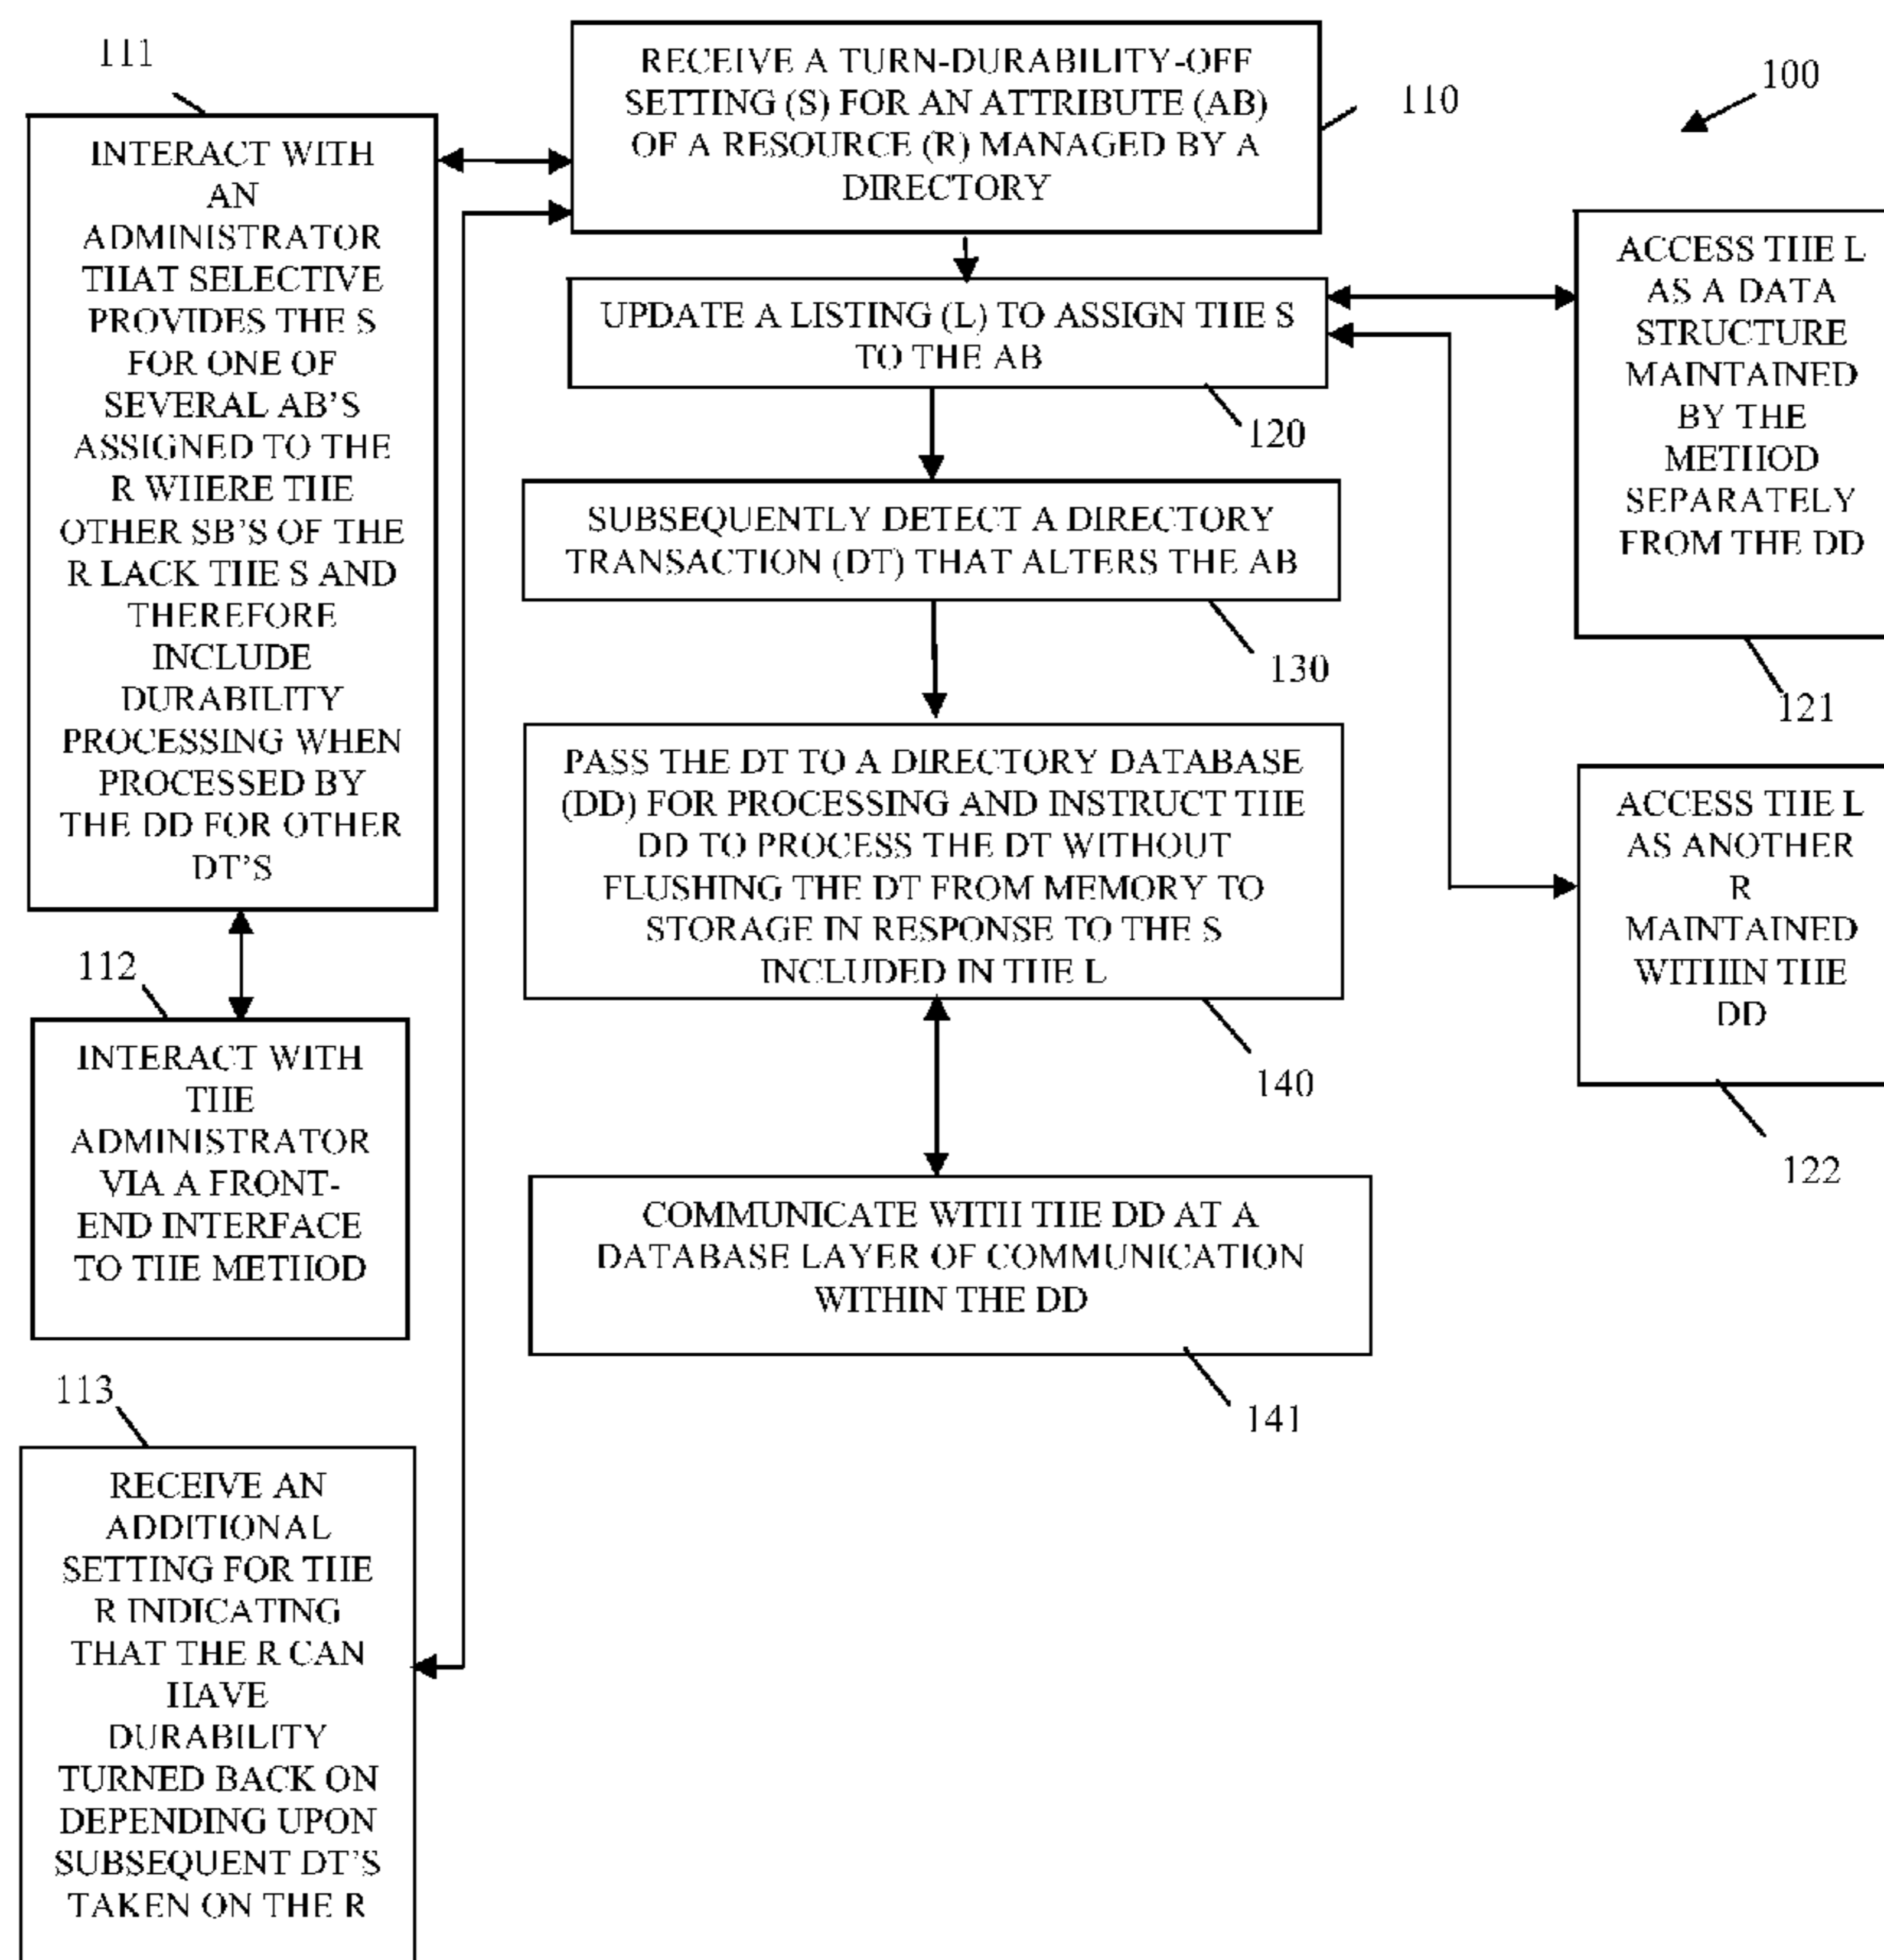 111
RECEIVE A TURN-DURABILITY-OFF
SETTING (S) FOR AN ATTRIBUTE (AB)
OF A RESOURCE (R) MANAGED BY A
DIRECTORY
110
100
INTERACT WITH
AN
ADMINISTRATOR
THAT SELECTIVE
PROVIDES THE S
FOR ONE OF
SEVERAL AB'S
ASSIGNED TO THE
R WHERE THE
OTHER SB'S OF THE
R LACK THE S AND
THEREFORE
INCLUDE
DURABILITY
PROCESSING WHEN
PROCESSED BY
THE DD FOR OTHER
DT'S
UPDATE A LISTING (L) TO ASSIGN THE S
TO THE AB
120
ACCESS THE L
AS A DATA
STRUCTURE
MAINTAINED
BY THE
METHOD
SEPARATELY
FROM THE DD
121
SUBSEQUENTLY DETECT A DIRECTORY
TRANSACTION (DT) THAT ALTERS THE AB
130
PASS THE DT TO A DIRECTORY DATABASE
(DD) FOR PROCESSING AND INSTRUCT THE
DD TO PROCESS THE DT WITHOUT
FLUSHING THE DT FROM MEMORY TO
STORAGE IN RESPONSE TO THE S
INCLUDED IN THE L
140
ACCESS THE L
AS ANOTHER
R
MAINTAINED
WITHIN THE
DD
122
112
INTERACT WITH
THE
ADMINISTRATOR
VIA A FRONT-
END INTERFACE
TO THE METHOD
COMMUNICATE WITH THE DD AT A
DATABASE LAYER OF COMMUNICATION
WITHIN THE DD
141
113
RECEIVE AN
ADDITIONAL
SETTING FOR THE
R INDICATING
THAT THE R CAN
HAVE
DURABILITY
TURNED BACK ON
DEPENDING UPON
SUBSEQUENT DT'S
TAKEN ON THE R